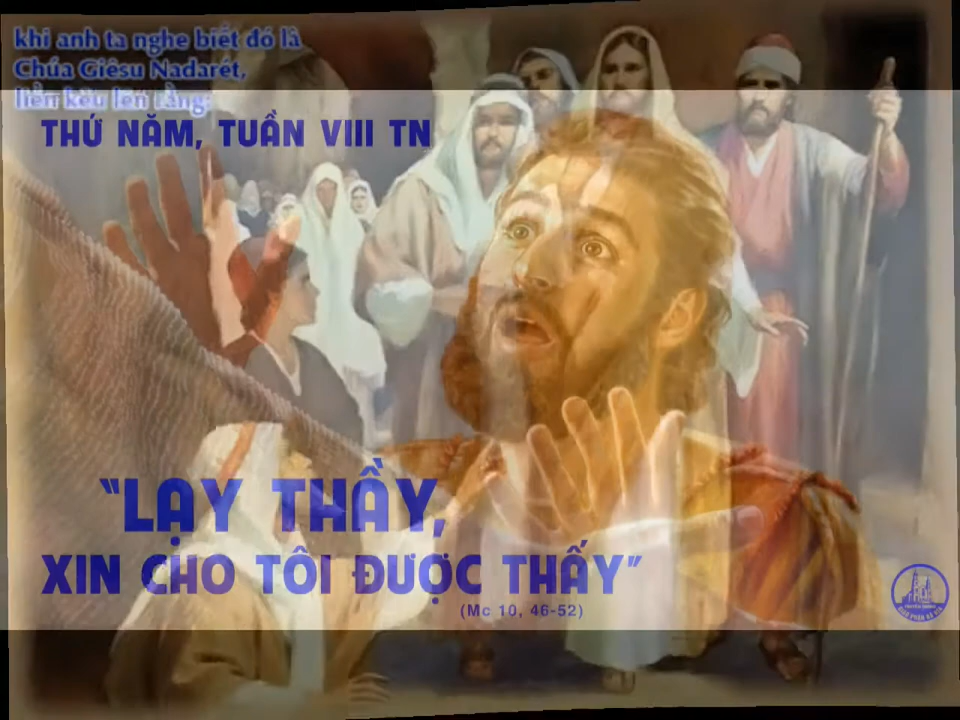 khi anh ta nghe biết đó là
Chúa Giêsu Nadarét,
liền kêu lên rằng:
THỨ NĂM, TUẦN VIII TN
“LẠY THẦY,
XIN CHO TÔI ĐƯỢC THẤY”
(Mc 10, 46-52)